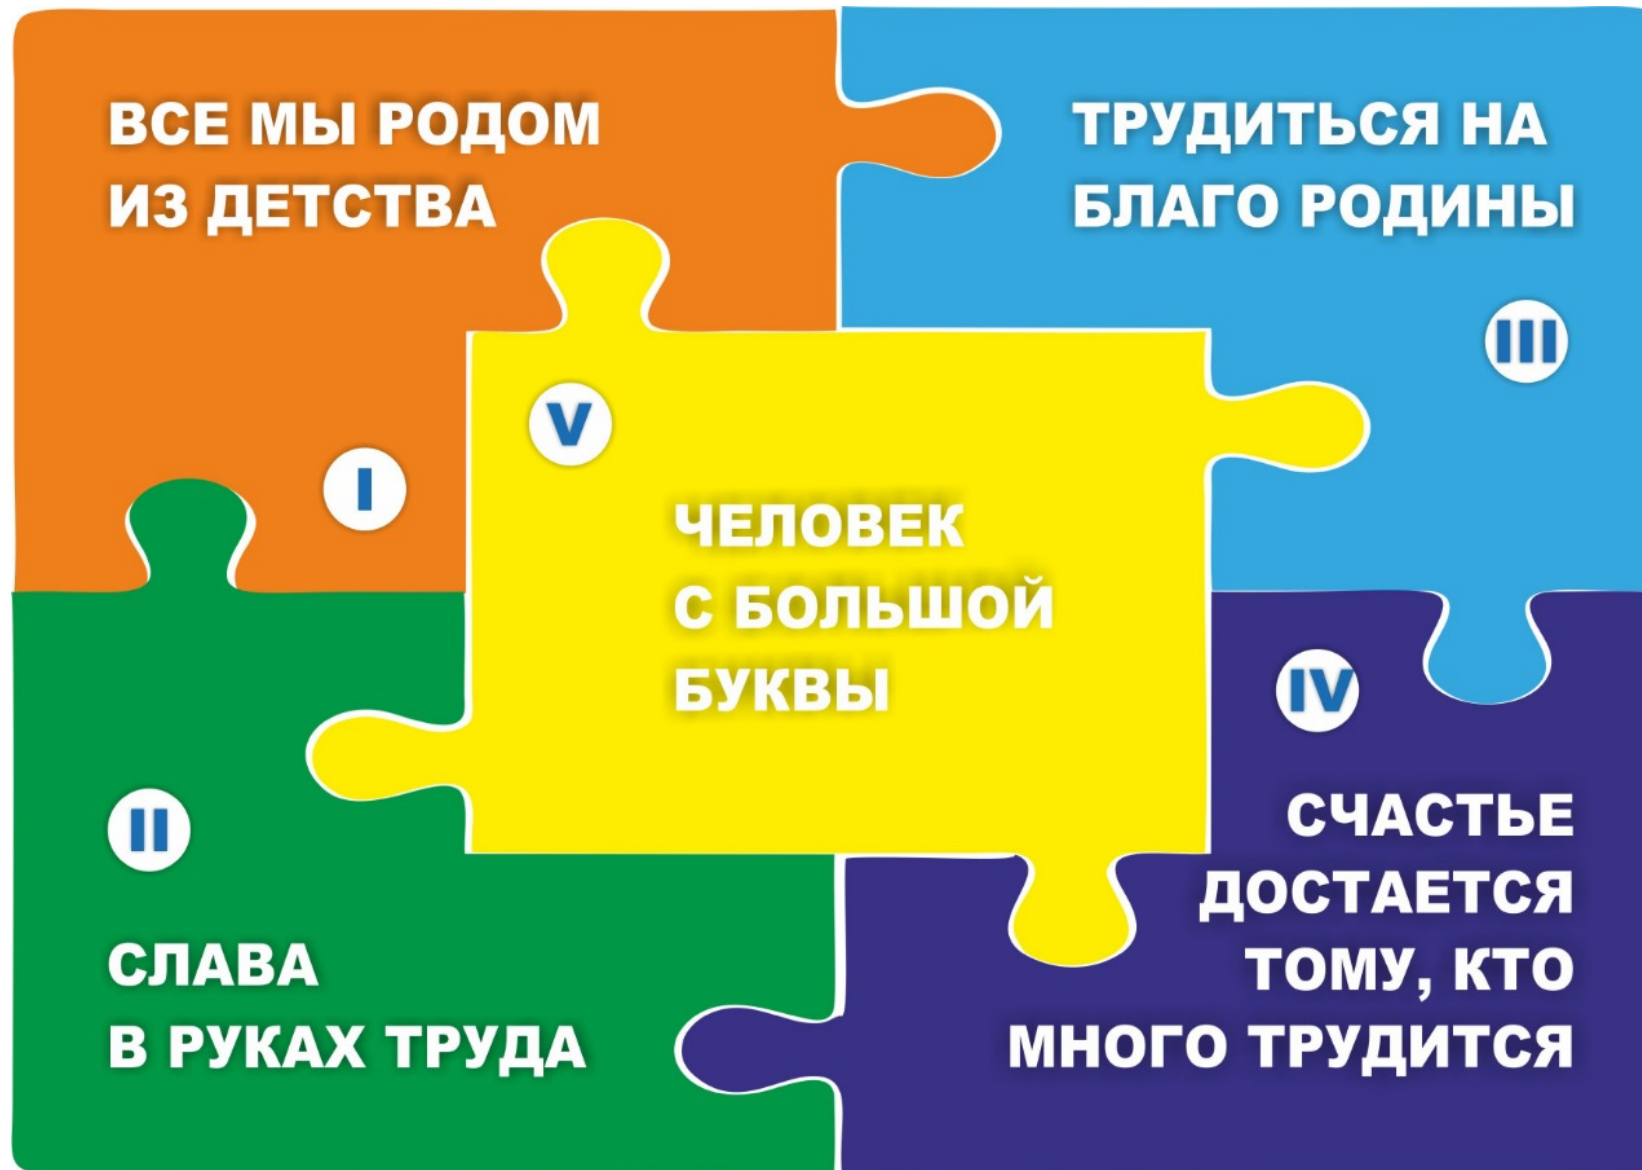 ВСЕ МЫ РОДОМ
ИЗ ДЕТСТВА
I
II
СЛАВА
В РУКАХ ТРУДА
ТРУДИТЬСЯ НА
БЛАГО РОДИНЫ
III
IV
СЧАСТЬЕ
ДОСТАЕТСЯ
ТОМУ, КТО
МНОГО ТРУДИТСЯ
V
ЧЕЛОВЕК
С БОЛЬШОЙ
БУКВЫ